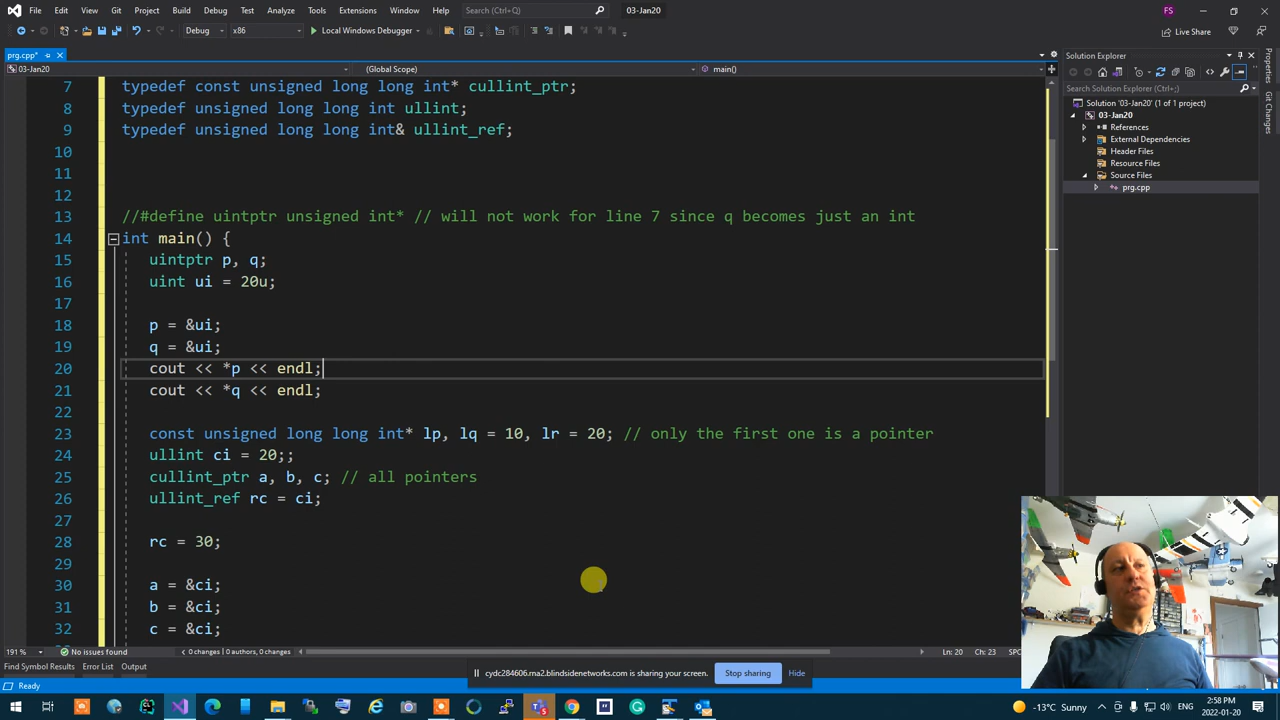 File Edit View Git Project Build Debug Test Analyze Tools Extensions Window Help Search (Ctrl+Q) 03-Jan20 FS
Debug x86 Local Windows Debugger Live Share
prg.cpp* Solution Explorer
03-Jan20 (Global Scope) main()
Search Solution Explorer (Ctrl+;)
Solution '03-Jan20' (1 of 1 project)
03-Jan20
References
External Dependencies
Header Files
Resource Files
Source Files
prg.cpp
Toolbox
Git Changes
7 typedef const unsigned long long int* cullint_ptr;
8 typedef unsigned long long int ullint;
9 typedef unsigned long long int& ullint_ref;
10
11
12
13 //#define uintptr unsigned int* // will not work for line 7 since q becomes just an int
14 int main() {
15 uintptr p, q;
16 uint ui = 20u;
17
18 p = &ui;
19 q = &ui;
20 cout << *p << endl;
21 cout << *q << endl;
22
23 const unsigned long long int* lp, lq = 10, lr = 20; // only the first one is a pointer
24 ullint ci = 20;;
25 cullint_ptr a, b, c; // all pointers
26 ullint_ref rc = ci;
27
28 rc = 30;
29
30 a = &ci;
31 b = &ci;
32 c = &ci;
191 % No issues found 0 changes | 0 authors, 0 changes Ln: 20 Ch: 23 SPC
Find Symbol Results Error List Output
cydc284606.rna2.blindsidenetworks.com is sharing your screen. Stop sharing Hide
Ready
-13°C Sunny 2:58 PM
2022-01-20